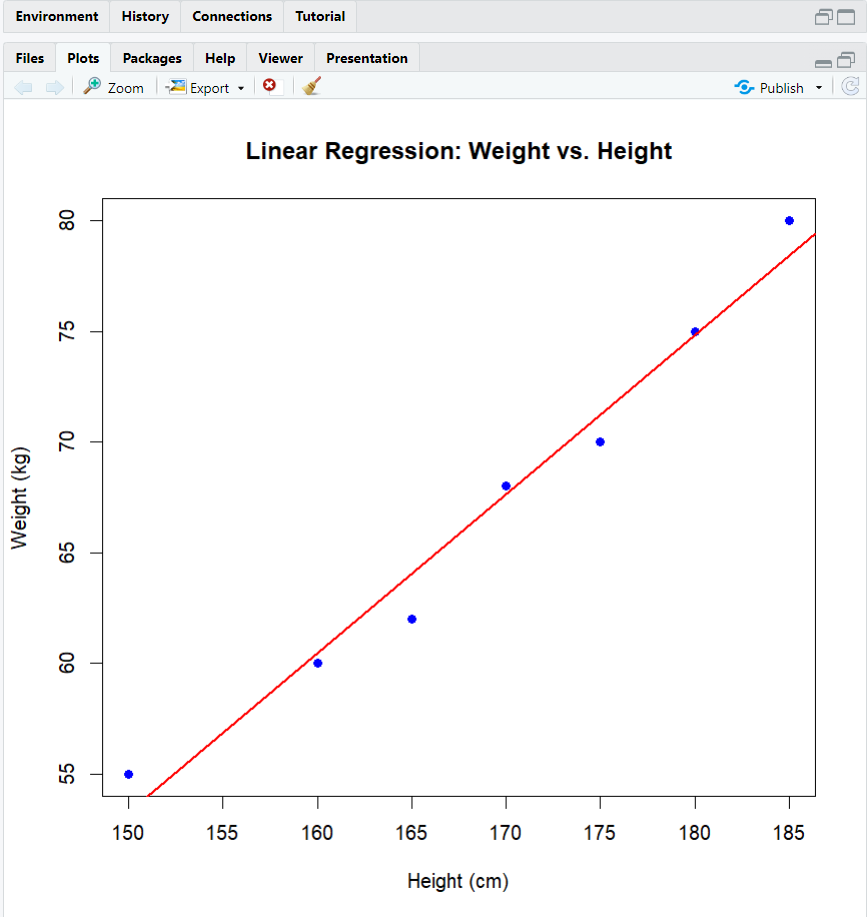 Environment History Connections Tutorial
Files Plots Packages Help Viewer Presentation
Zoom Export Publish
Linear Regression: Weight vs. Height
80
75
70
65
60
55
Weight (kg)
150 155 160 165 170 175 180 185
Height (cm)